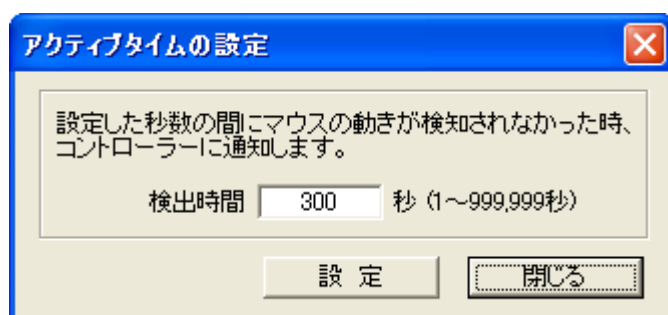 アクティブタイムの設定
設定した秒数の間にマウスの動きが検知されなかった時、
コントローラーに通知します。
検出時間 300 秒 (1～999,999秒)
設 定 閉じる